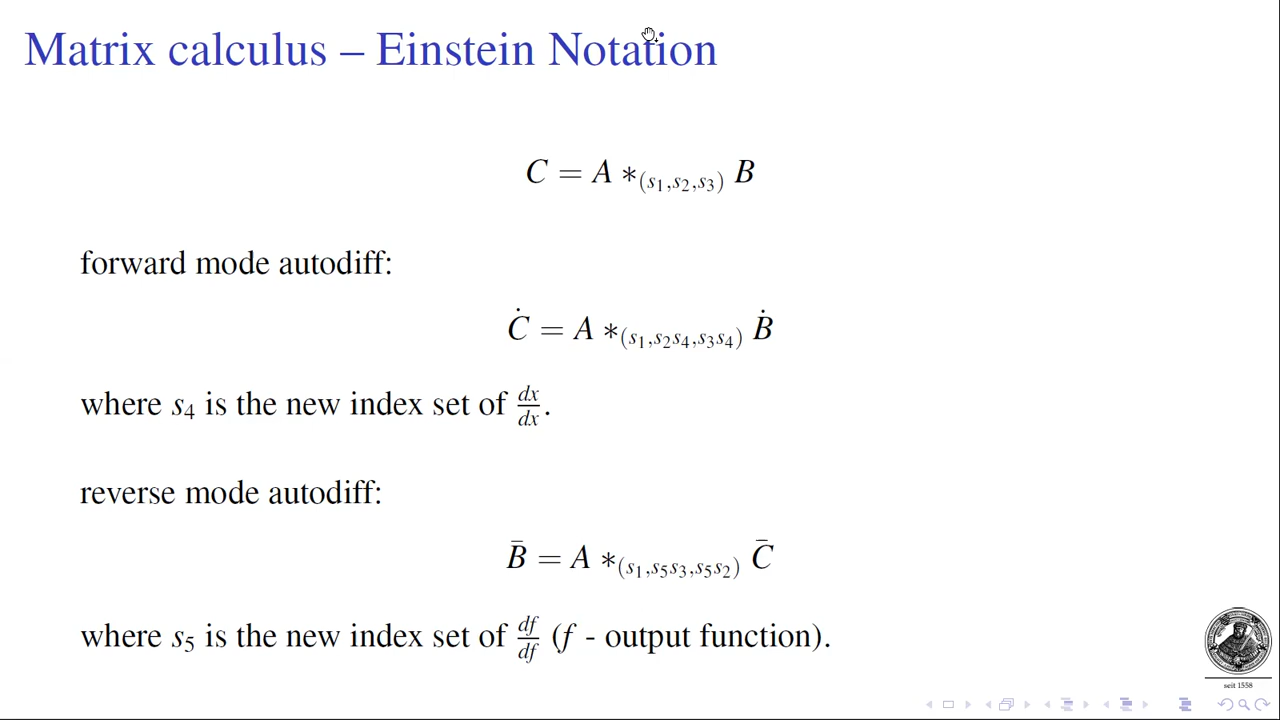 Matrix calculus – Einstein Notation
C = A ∗(s₁,s₂,s₃) B
forward mode autodiff:
Ċ = A ∗(s₁,s₂s₄,s₃s₄) Ḃ
where s₄ is the new index set of dx/dx.
reverse mode autodiff:
B̄ = A ∗(s₁,s₅s₃,s₅s₂) C̄
where s₅ is the new index set of df/df (f - output function).
seit 1558